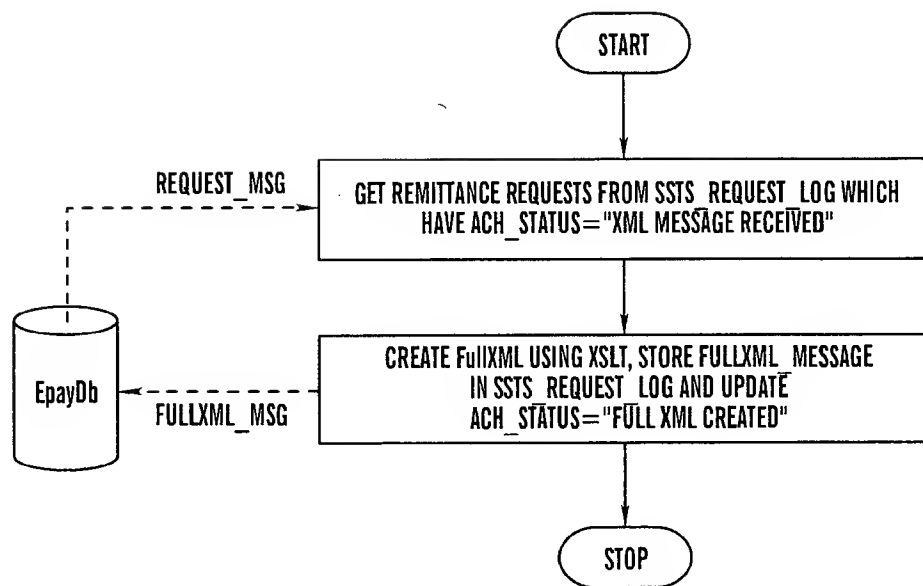 START
REQUEST_MSG
GET REMITTANCE REQUESTS FROM SSTS_REQUEST_LOG WHICH
HAVE ACH_STATUS="XML MESSAGE RECEIVED"
EpayDb
FULLXML_MSG
CREATE FullXML USING XSLT, STORE FULLXML_MESSAGE
IN SSTS_REQUEST_LOG AND UPDATE
ACH_STATUS="FULL XML CREATED"
STOP